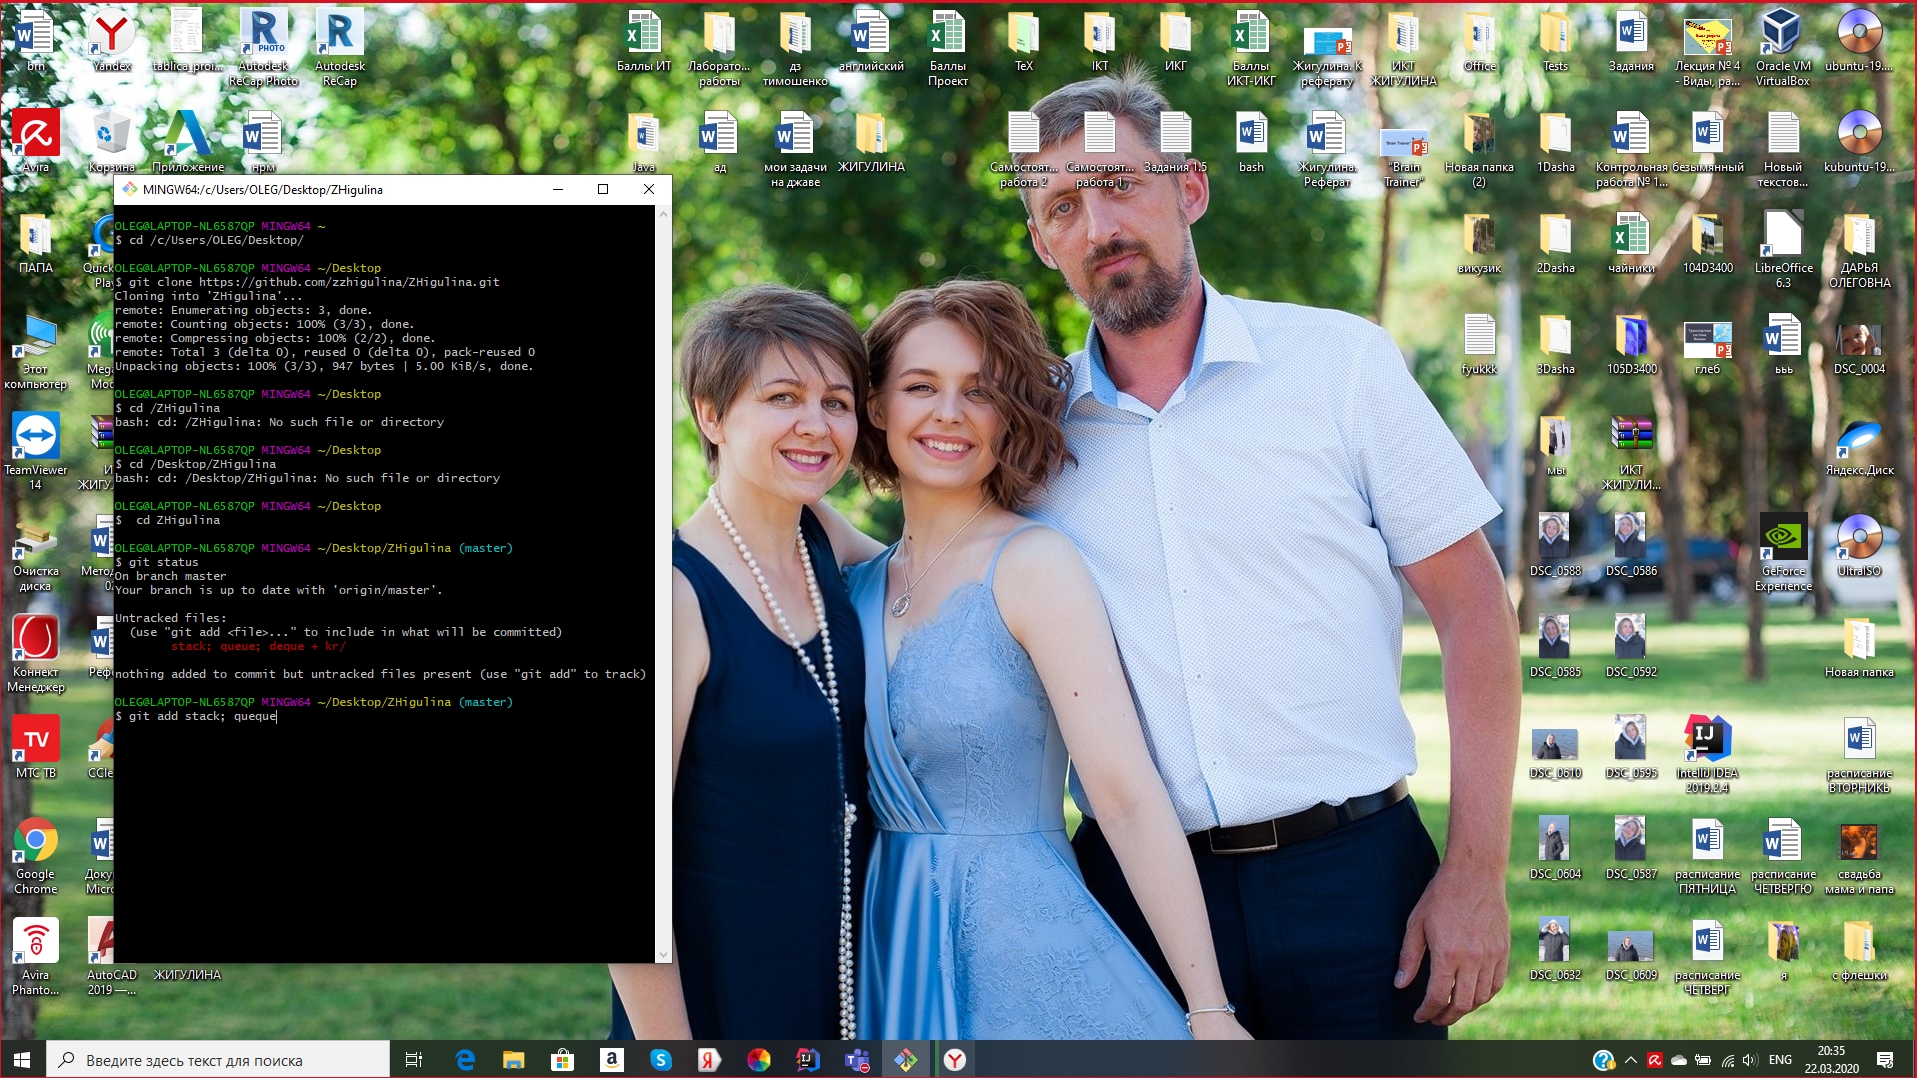 brn
Yandex
tablica_proi...
Autodesk
ReCap Photo
Autodesk
ReCap
Баллы ИТ
Лаборато...
работы
дз
тимошенко
английский
Баллы
Проект
TeX
IKT
ИКГ
Баллы
ИКТ-ИКГ
Жигулина. К
реферату
ИКТ
ЖИГУЛИНА
Office
Tests
Задания
Лекция № 4
- Виды, ра...
Oracle VM
VirtualBox
ubuntu-19....
Avira
Корзина
Приложение
нрм
Java
ад
мои задачи
на джаве
ЖИГУЛИНА
Самостоят...
работа 2
Самостоят...
работа 1
Задания 1.5
bash
Жигулина.
Реферат
"Brain
Trainer"
Новая папка
(2)
1Dasha
Контрольная
работа № 1...
безымянный
Новый
текстов...
kubuntu-19...
MINGW64:/c/Users/OLEG/Desktop/ZHigulina
OLEG@LAPTOP-NL6587QP MINGW64 ~
$ cd /c/Users/OLEG/Desktop/
OLEG@LAPTOP-NL6587QP MINGW64 ~/Desktop
$ git clone https://github.com/zzhigulina/ZHigulina.git
Cloning into 'ZHigulina'...
remote: Enumerating objects: 3, done.
remote: Counting objects: 100% (3/3), done.
remote: Compressing objects: 100% (2/2), done.
remote: Total 3 (delta 0), reused 0 (delta 0), pack-reused 0
Unpacking objects: 100% (3/3), 947 bytes | 5.00 KiB/s, done.
OLEG@LAPTOP-NL6587QP MINGW64 ~/Desktop
$ cd /ZHigulina
bash: cd: /ZHigulina: No such file or directory
OLEG@LAPTOP-NL6587QP MINGW64 ~/Desktop
$ cd /Desktop/ZHigulina
bash: cd: /Desktop/ZHigulina: No such file or directory
OLEG@LAPTOP-NL6587QP MINGW64 ~/Desktop
$  cd ZHigulina
OLEG@LAPTOP-NL6587QP MINGW64 ~/Desktop/ZHigulina (master)
$ git status
On branch master
Your branch is up to date with 'origin/master'.
Untracked files:
(use "git add <file>..." to include in what will be committed)
stack; queue; deque + kr/
nothing added to commit but untracked files present (use "git add" to track)
OLEG@LAPTOP-NL6587QP MINGW64 ~/Desktop/ZHigulina (master)
$ git add stack; queque
ПАПА
Quick
Play
викузик
2Dasha
чайники
104D3400
LibreOffice
6.3
ДАРЬЯ
ОЛЕГОВНА
Этот
компьютер
Mega
Mod
fyukkk
3Dasha
105D3400
глеб
ььь
DSC_0004
TeamViewer
14
И
ЖИГУЛ
мы
ИКТ
ЖИГУЛИ...
Яндекс.Диск
Очистка
диска
Метод
DSC_0588
DSC_0586
GeForce
Experience
UltraISO
Коннект
Менеджер
Реф
DSC_0585
DSC_0592
Новая папка
TV
МТС ТВ
CCle
DSC_0610
DSC_0595
IntelliJ IDEA
2019.2.4
расписание
ВТОРНИКЬ
Google
Chrome
Доку
Micro
DSC_0604
DSC_0587
расписание
ПЯТНИЦА
расписание
ЧЕТВЕРГЮ
свадьба
мама и папа
Avira
Phanto...
AutoCAD
2019 —...
ЖИГУЛИНА
DSC_0632
DSC_0609
расписание
ЧЕТВЕРГ
я
с флешки
Введите здесь текст для поиска
ENG
20:35
22.03.2020